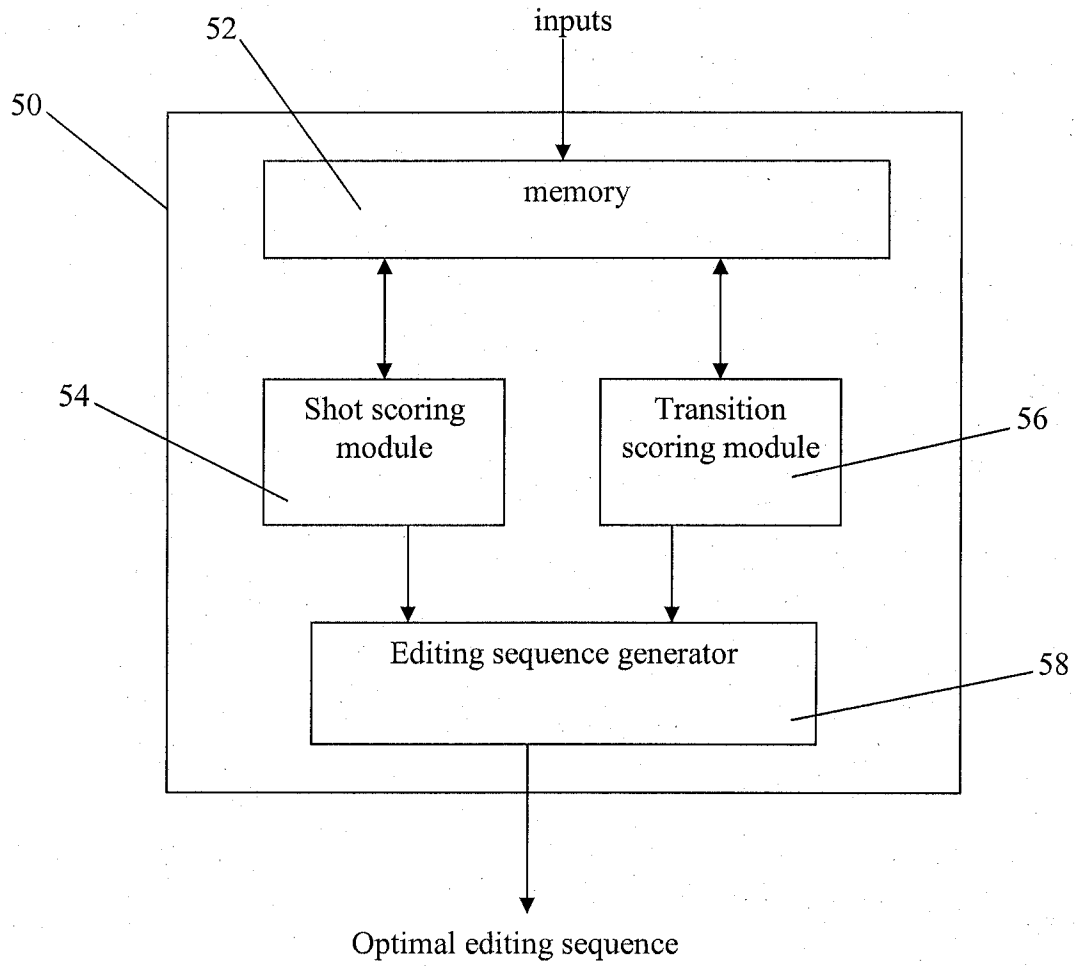 inputs
52
50
memory
54
Shot scoring
module
Transition
scoring module
56
Editing sequence generator
58
Optimal editing sequence